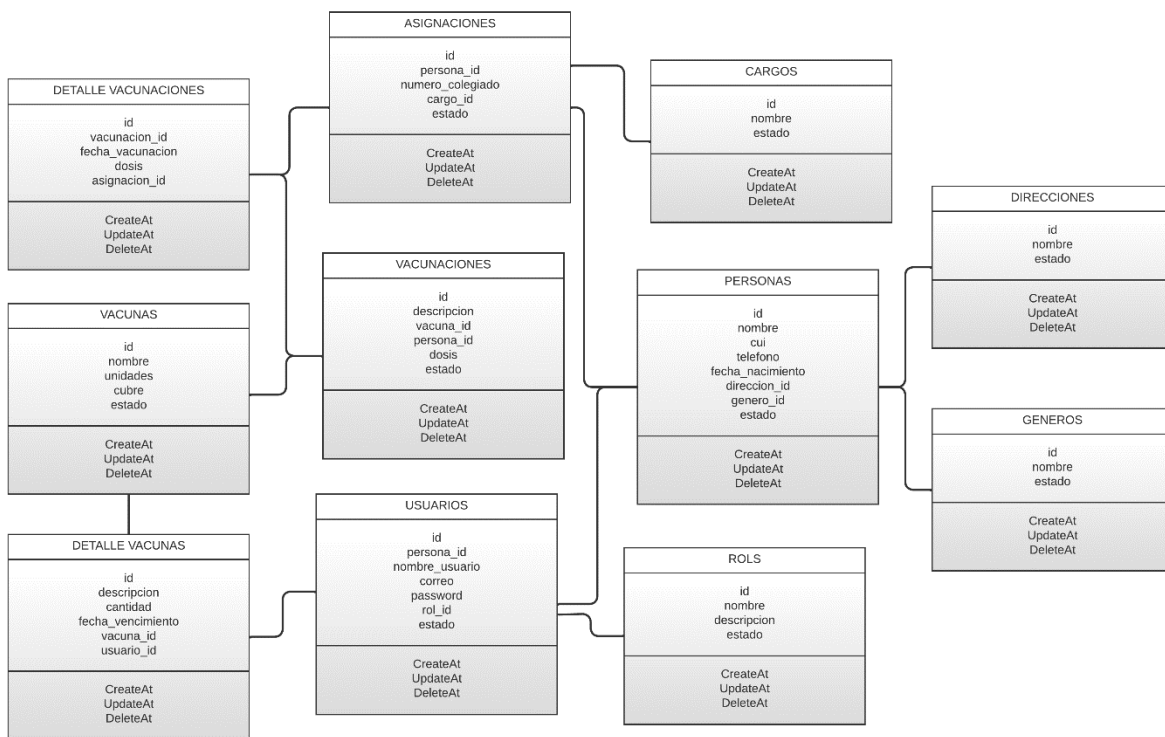 ASIGNACIONES
id
persona_id
numero_colegiado
cargo_id
estado
CreateAt
UpdateAt
DeleteAt
CARGOS
id
nombre
estado
CreateAt
UpdateAt
DeleteAt
DETALLE VACUNACIONES
id
vacunacion_id
fecha_vacunacion
dosis
asignacion_id
CreateAt
UpdateAt
DeleteAt
DIRECCIONES
id
nombre
estado
CreateAt
UpdateAt
DeleteAt
VACUNACIONES
id
descripcion
vacuna_id
persona_id
dosis
estado
CreateAt
UpdateAt
DeleteAt
PERSONAS
id
nombre
cui
telefono
fecha_nacimiento
direccion_id
genero_id
estado
CreateAt
UpdateAt
DeleteAt
VACUNAS
id
nombre
unidades
cubre
estado
CreateAt
UpdateAt
DeleteAt
GENEROS
id
nombre
estado
CreateAt
UpdateAt
DeleteAt
USUARIOS
id
persona_id
nombre_usuario
correo
password
rol_id
estado
CreateAt
UpdateAt
DeleteAt
DETALLE VACUNAS
id
descripcion
cantidad
fecha_vencimiento
vacuna_id
usuario_id
CreateAt
UpdateAt
DeleteAt
ROLS
id
nombre
descripcion
estado
CreateAt
UpdateAt
DeleteAt